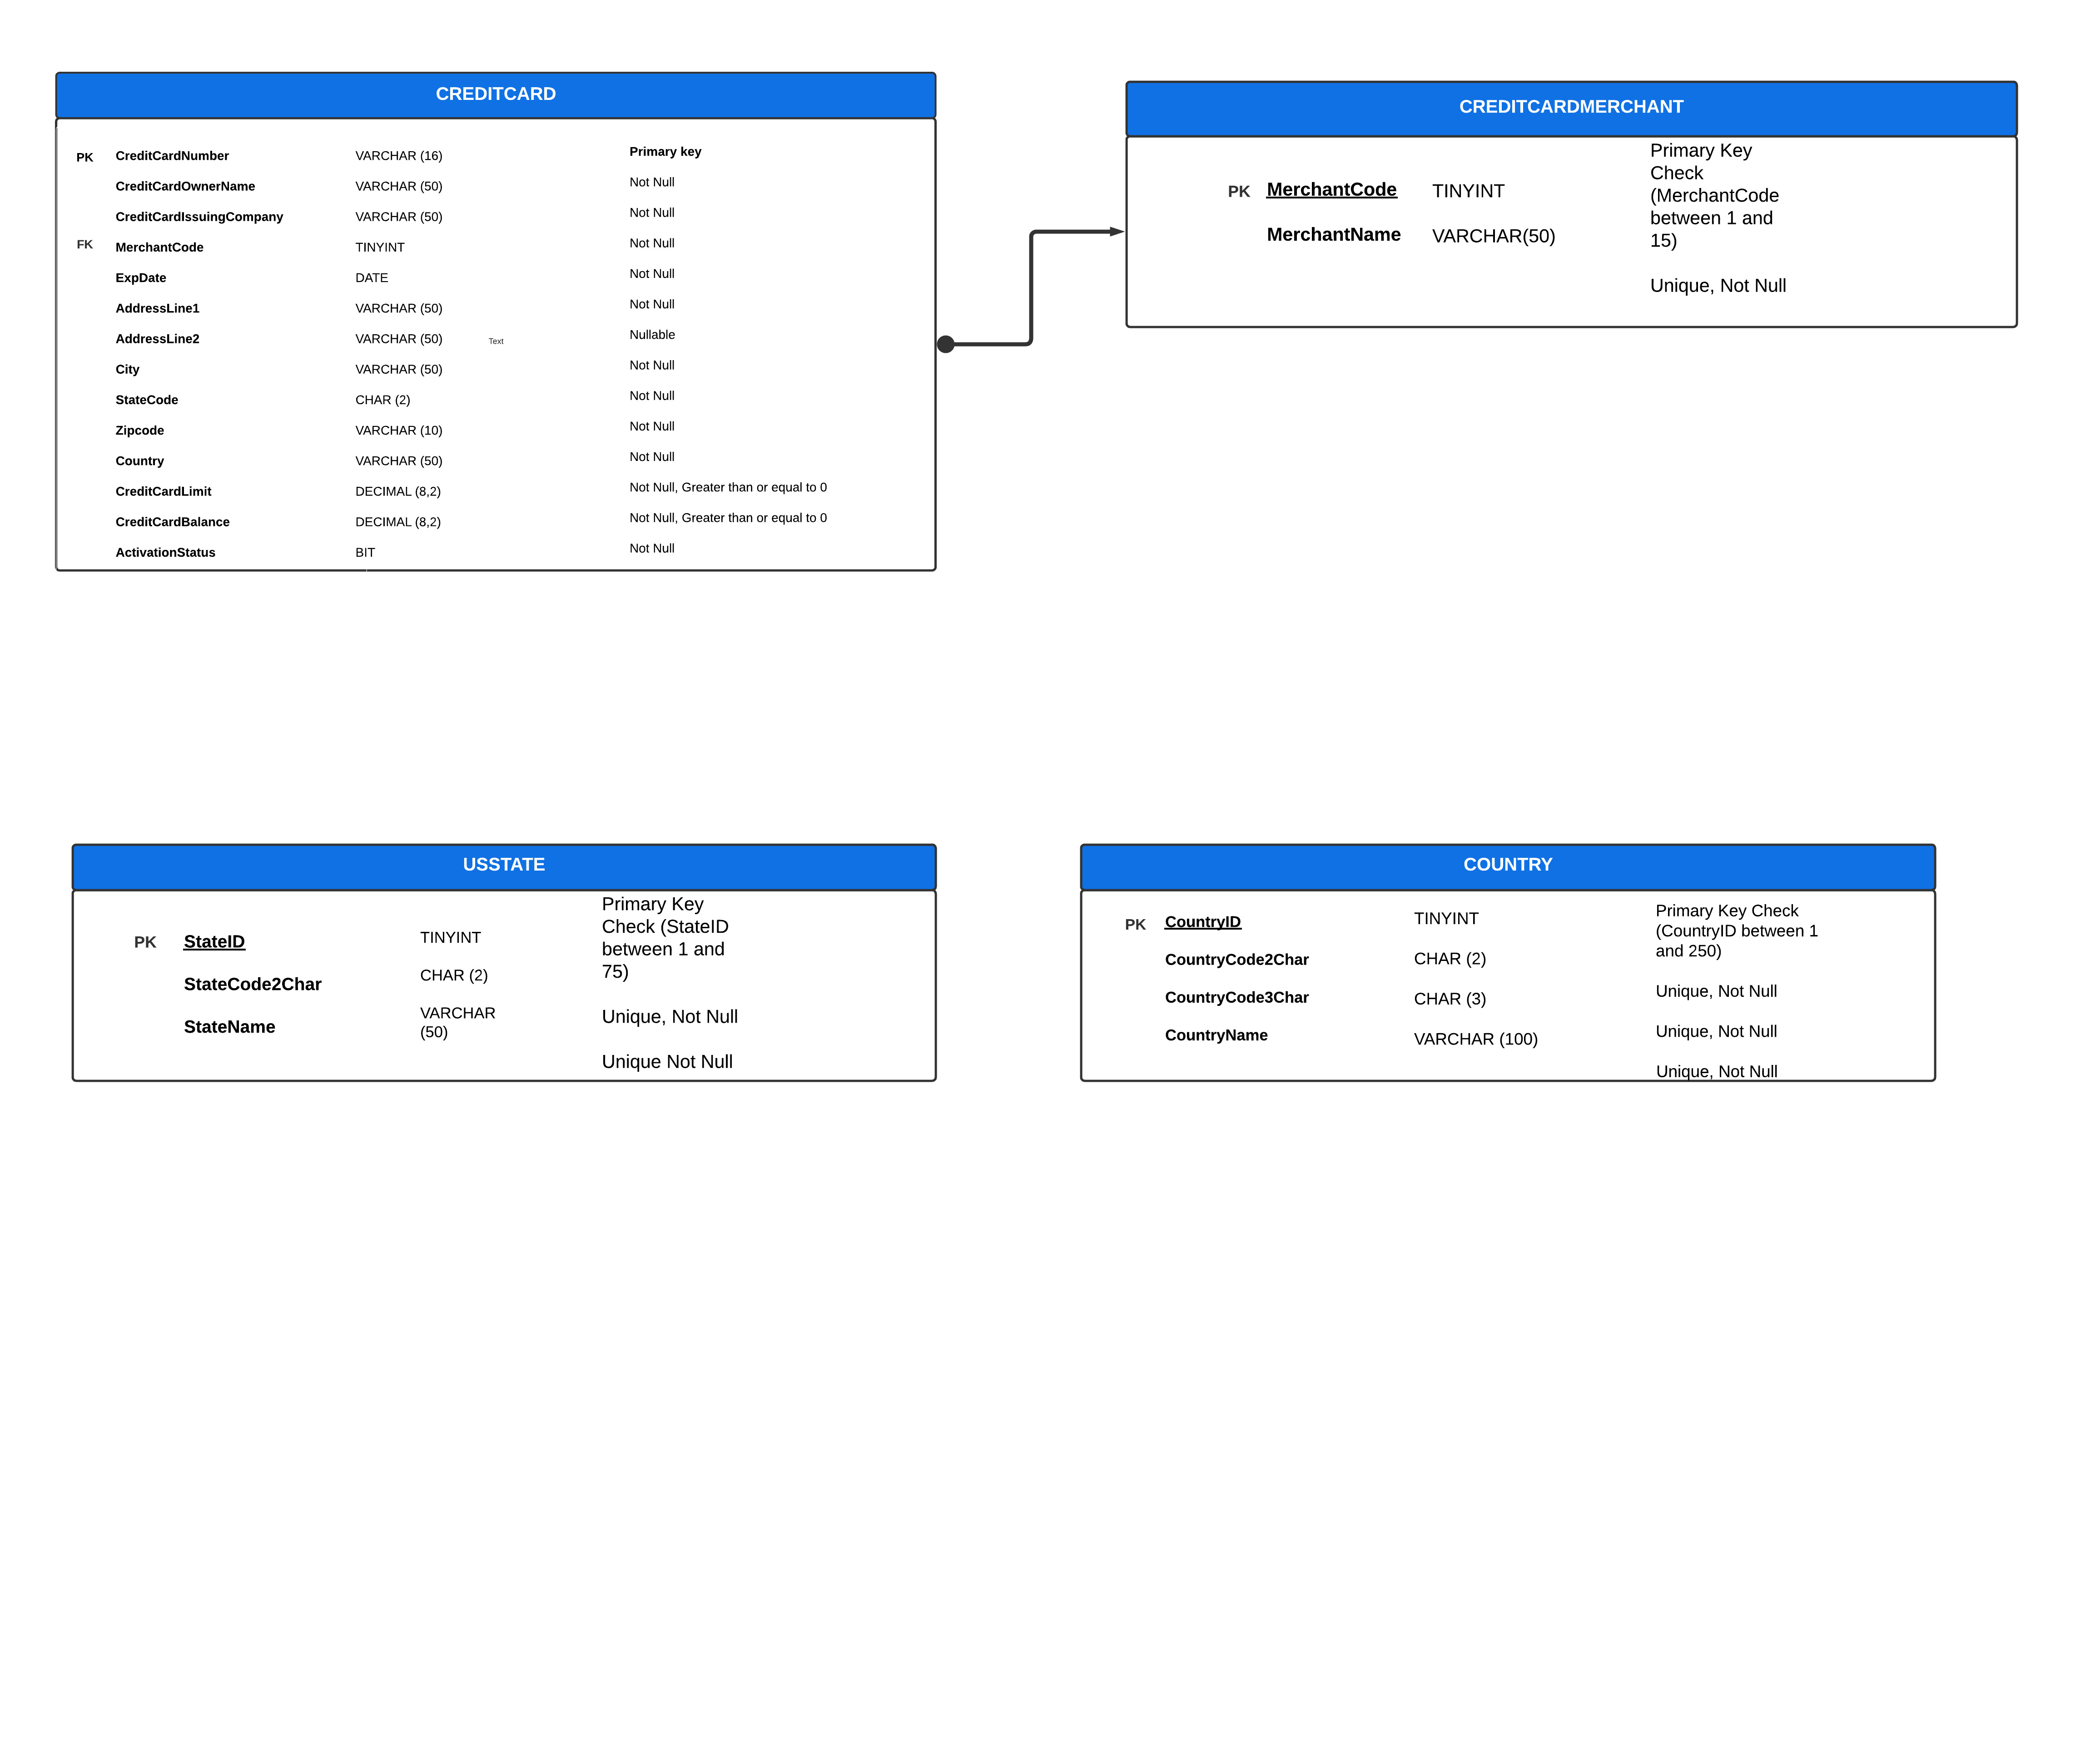 CREDITCARD
PK CreditCardNumber VARCHAR (16) Primary key
CreditCardOwnerName VARCHAR (50) Not Null
CreditCardIssuingCompany VARCHAR (50) Not Null
FK MerchantCode TINYINT Not Null
ExpDate DATE Not Null
AddressLine1 VARCHAR (50) Not Null
AddressLine2 VARCHAR (50) Text Nullable
City VARCHAR (50) Not Null
StateCode CHAR (2) Not Null
Zipcode VARCHAR (10) Not Null
Country VARCHAR (50) Not Null
CreditCardLimit DECIMAL (8,2) Not Null, Greater than or equal to 0
CreditCardBalance DECIMAL (8,2) Not Null, Greater than or equal to 0
ActivationStatus BIT Not Null
CREDITCARDMERCHANT
PK MerchantCode TINYINT
MerchantName VARCHAR(50)
Primary Key
Check
(MerchantCode
between 1 and
15)
Unique, Not Null
USSTATE
PK StateID
StateCode2Char
StateName
TINYINT
CHAR (2)
VARCHAR
(50)
Primary Key
Check (StateID
between 1 and
75)
Unique, Not Null
Unique Not Null
COUNTRY
PK CountryID
CountryCode2Char
CountryCode3Char
CountryName
TINYINT
CHAR (2)
CHAR (3)
VARCHAR (100)
Primary Key Check
(CountryID between 1
and 250)
Unique, Not Null
Unique, Not Null
Unique, Not Null